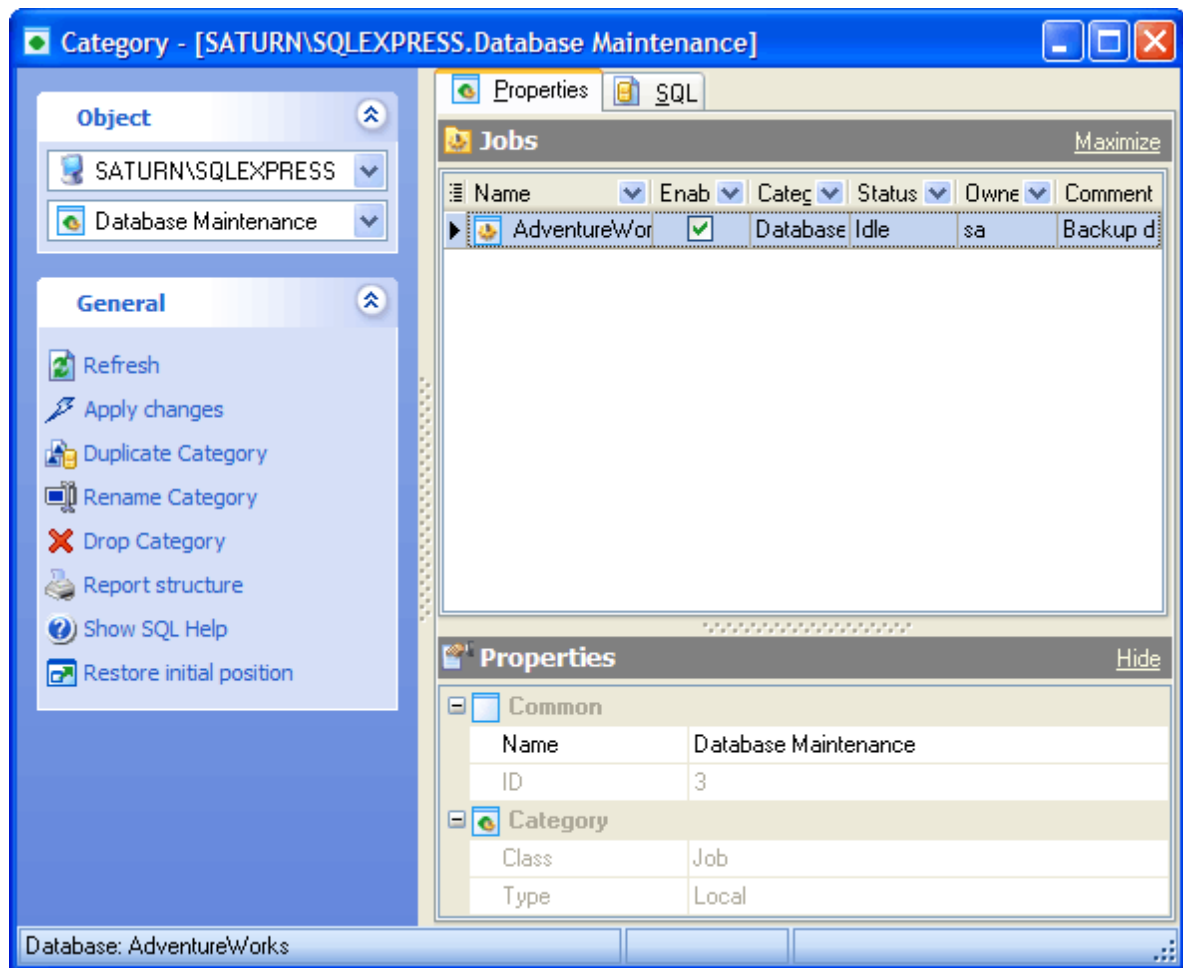 Category - [SATURN\SQLEXPRESS.Database Maintenance]
Object
SATURN\SQLEXPRESS
Database Maintenance
General
Refresh
Apply changes
Duplicate Category
Rename Category
Drop Category
Report structure
Show SQL Help
Restore initial position
Properties SQL
Jobs Maximize
Name Enab Categ Status Owne Comment
AdventureWor Database Idle sa Backup d
Properties Hide
Common
Name Database Maintenance
ID 3
Category
Class Job
Type Local
Database: AdventureWorks